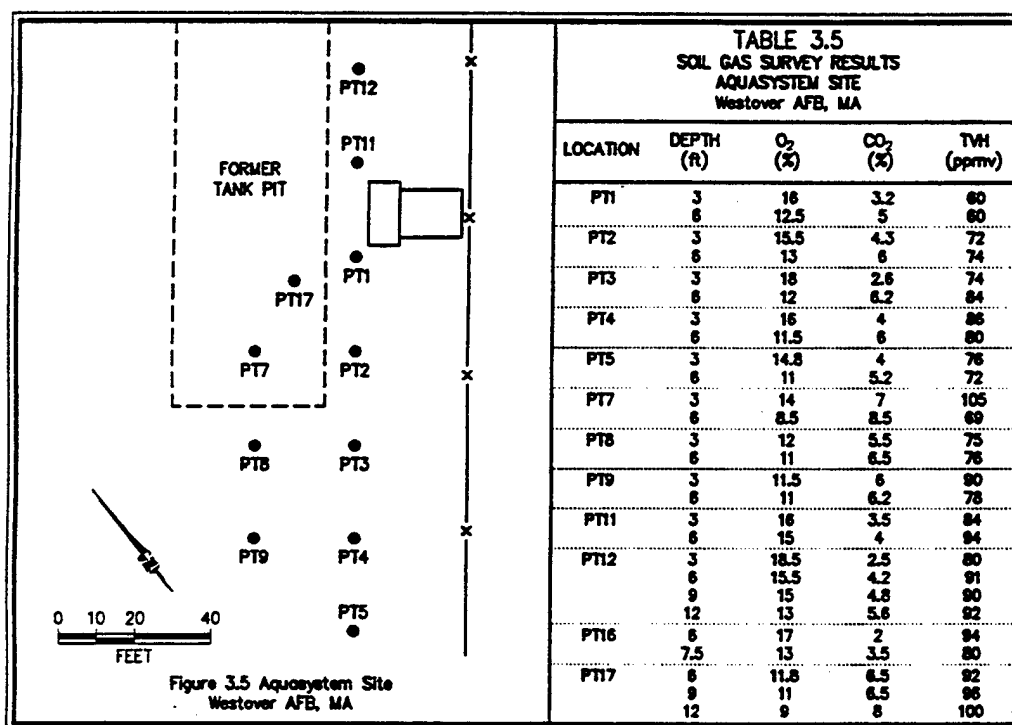 PT12
PT11
FORMER
TANK PIT
PT1
PT17
PT7
PT2
PT8
PT3
PT9
PT4
PT5
0 10 20 40
FEET
Figure 3.5 Aquasystem Site
Westover AFB, MA
TABLE 3.5
SOIL GAS SURVEY RESULTS
AQUASYSTEM SITE
Westover AFB, MA
LOCATION DEPTH (ft) O2 (%) CO2 (%) TVH (ppmv)
PT1 3 16 3.2 60
6 12.5 5 60
PT2 3 15.5 4.3 72
6 13 6 74
PT3 3 18 2.6 74
6 12 6.2 84
PT4 3 16 4 86
6 11.5 6 80
PT5 3 14.8 4 76
6 11 5.2 72
PT7 3 14 7 105
6 8.5 8.5 69
PT8 3 12 5.5 75
6 11 6.5 76
PT9 3 11.5 6 90
6 11 6.2 78
PT11 3 16 3.5 84
6 15 4 94
PT12 3 18.5 2.5 80
6 15.5 4.2 91
9 15 4.8 90
12 13 5.6 92
PT16 6 17 2 94
7.5 13 3.5 80
PT17 6 11.8 6.5 92
9 11 6.5 96
12 9 8 100